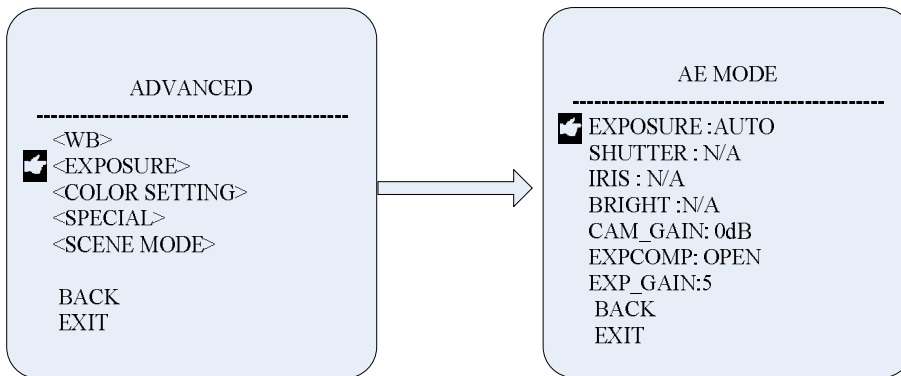 ADVANCED
<WB>
<EXPOSURE>
<COLOR SETTING>
<SPECIAL>
<SCENE MODE>
BACK
EXIT
AE MODE
EXPOSURE :AUTO
SHUTTER : N/A
IRIS : N/A
BRIGHT :N/A
CAM_GAIN: 0dB
EXPCOMP: OPEN
EXP_GAIN:5
BACK
EXIT